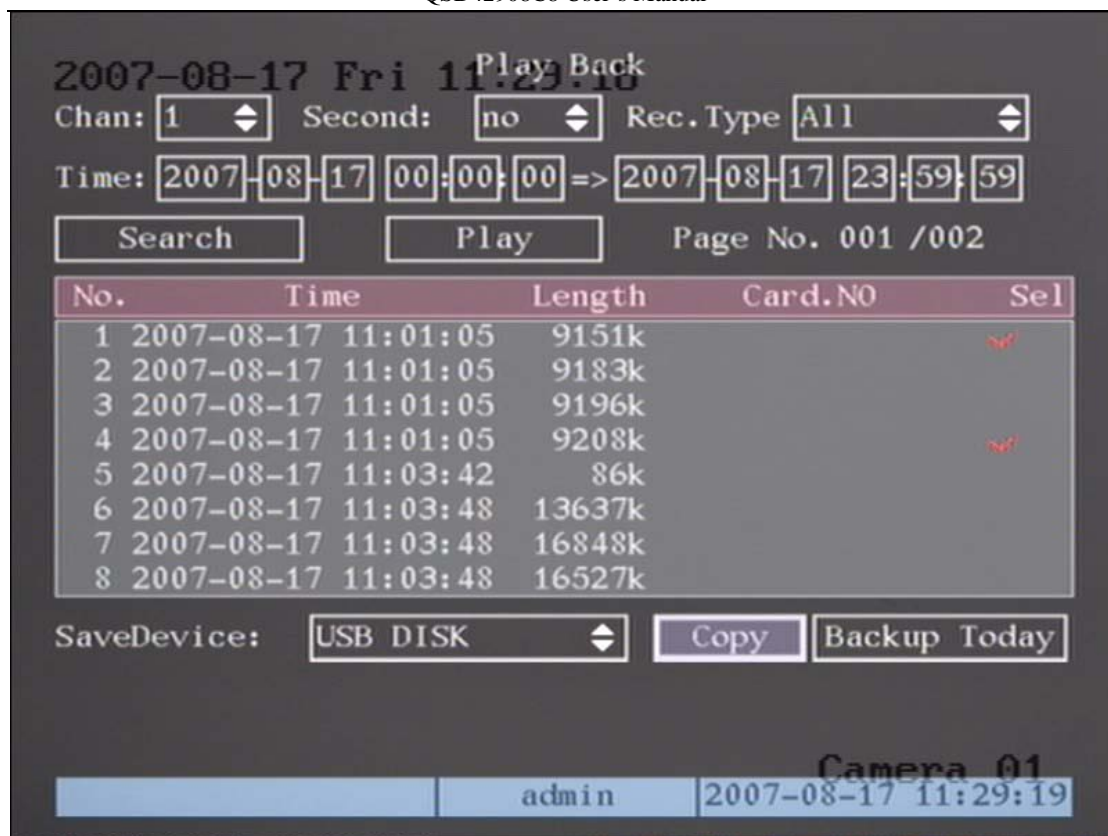 User's Manual
Play Back
2007-08-17 Fri 11:29:18
Chan: 1 Second: no Rec.Type All
Time: 2007-08-17 00:00:00 => 2007-08-17 23:59:59
Search Play Page No. 001 /002
No. Time Length Card.NO Sel
1 2007-08-17 11:01:05 9151k
2 2007-08-17 11:01:05 9183k
3 2007-08-17 11:01:05 9196k
4 2007-08-17 11:01:05 9208k
5 2007-08-17 11:03:42 86k
6 2007-08-17 11:03:48 13637k
7 2007-08-17 11:03:48 16848k
8 2007-08-17 11:03:48 16527k
SaveDevice: USB DISK Copy Backup Today
Camera 01
admin 2007-08-17 11:29:19